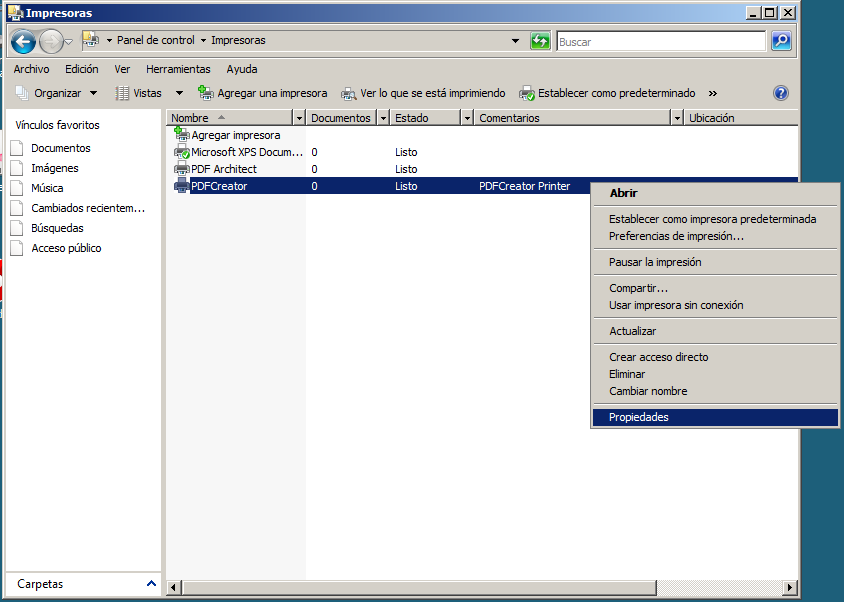 Impresoras
Panel de control Impresoras
Buscar
Archivo Edición Ver Herramientas Ayuda
Organizar Vistas Agregar una impresora Ver lo que se está imprimiendo Establecer como predeterminado »
Vínculos favoritos
Documentos
Imágenes
Música
Cambiados recientem...
Búsquedas
Acceso público
Carpetas
Nombre Documentos Estado Comentarios Ubicación
Agregar impresora
Microsoft XPS Docum... 0 Listo
PDF Architect 0 Listo
PDFCreator 0 Listo PDFCreator Printer
Abrir
Establecer como impresora predeterminada
Preferencias de impresión...
Pausar la impresión
Compartir...
Usar impresora sin conexión
Actualizar
Crear acceso directo
Eliminar
Cambiar nombre
Propiedades